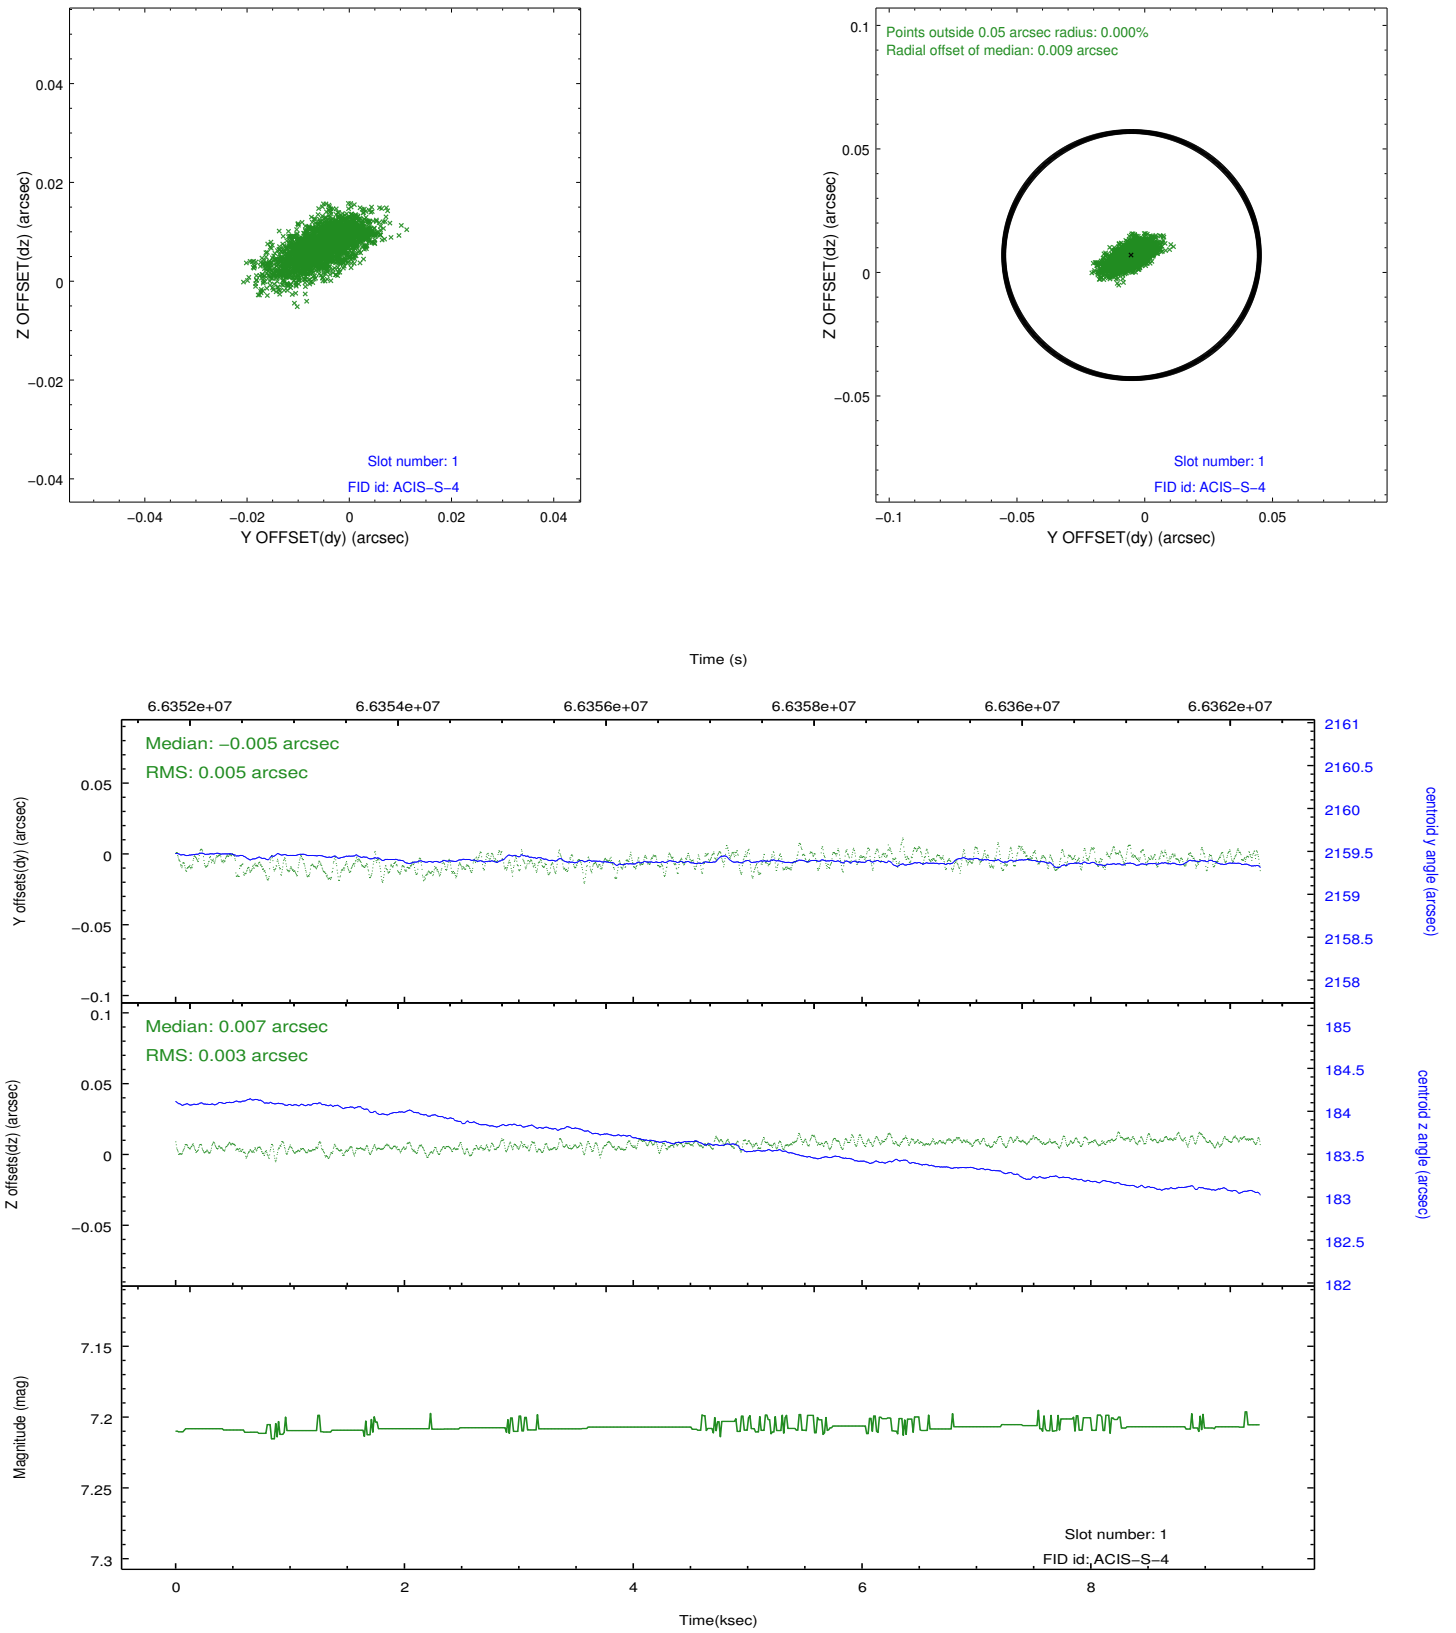 0.04
0.02
0
−0.02
−0.04
Z OFFSET(dz) (arcsec)
Slot number: 1
FID id: ACIS−S−4
−0.04
−0.02
0
0.02
0.04
Y OFFSET(dy) (arcsec)
Points outside 0.05 arcsec radius: 0.000%
Radial offset of median: 0.009 arcsec
0.1
0.05
0
−0.05
Z OFFSET(dz) (arcsec)
Slot number: 1
FID id: ACIS−S−4
−0.1
−0.05
0
0.05
Y OFFSET(dy) (arcsec)
Time (s)
6.6352e+07
6.6354e+07
6.6356e+07
6.6358e+07
6.636e+07
6.6362e+07
Median: −0.005 arcsec
RMS: 0.005 arcsec
0.05
0
−0.05
−0.1
Y offsets(dy) (arcsec)
2161
2160.5
2160
2159.5
2159
2158.5
2158
centroid y angle (arcsec)
Median: 0.007 arcsec
RMS: 0.003 arcsec
0.1
0.05
0
−0.05
Z offsets(dz) (arcsec)
185
184.5
184
183.5
183
182.5
182
centroid z angle (arcsec)
7.15
7.2
7.25
7.3
Magnitude (mag)
Slot number: 1
FID id: ACIS−S−4
0
2
4
6
8
Time(ksec)